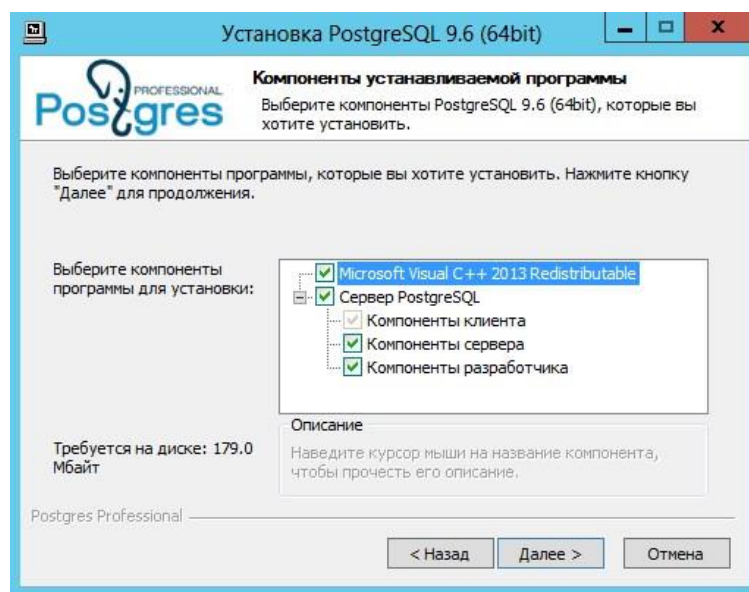 Установка PostgreSQL 9.6 (64bit)
PROFESSIONAL
Postgres
Компоненты устанавливаемой программы
Выберите компоненты PostgreSQL 9.6 (64bit), которые вы
хотите установить.
Выберите компоненты программы, которые вы хотите установить. Нажмите кнопку
"Далее" для продолжения.
Выберите компоненты
программы для установки:
Microsoft Visual C++ 2013 Redistributable
Сервер PostgreSQL
Компоненты клиента
Компоненты сервера
Компоненты разработчика
Требуется на диске: 179.0
Мбайт
Описание
Наведите курсор мыши на название компонента,
чтобы прочесть его описание.
Postgres Professional
< Назад
Далее >
Отмена